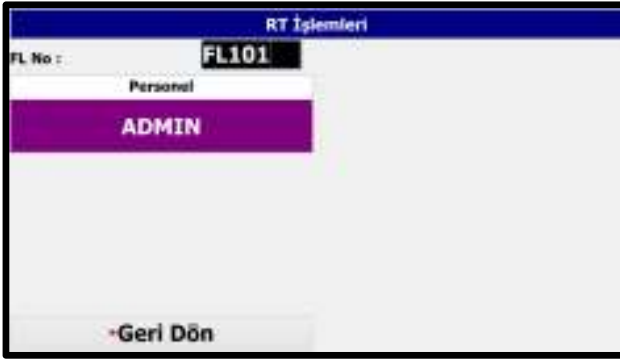 RT İşlemleri
FL No : FL101
Personel
ADMIN
Geri Dön